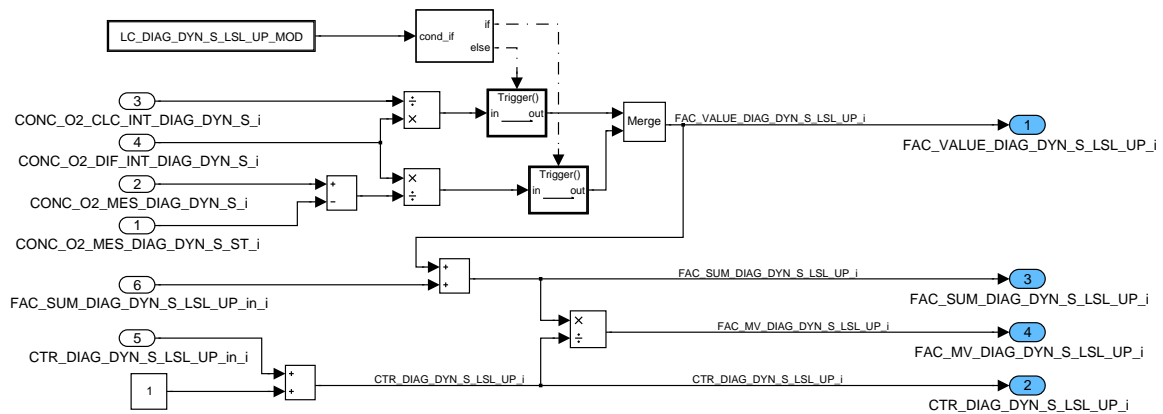 LC_DIAG_DYN_S_LSL_UP_MOD
cond_if
if
else
3
CONC_O2_CLC_INT_DIAG_DYN_S_i
÷
×
Trigger()
in
out
Merge
FAC_VALUE_DIAG_DYN_S_LSL_UP_i
1
FAC_VALUE_DIAG_DYN_S_LSL_UP_i
4
CONC_O2_DIF_INT_DIAG_DYN_S_i
2
CONC_O2_MES_DIAG_DYN_S_i
+
−
×
÷
Trigger()
in
out
1
CONC_O2_MES_DIAG_DYN_S_ST_i
6
FAC_SUM_DIAG_DYN_S_LSL_UP_in_i
+
+
FAC_SUM_DIAG_DYN_S_LSL_UP_i
3
FAC_SUM_DIAG_DYN_S_LSL_UP_i
×
÷
FAC_MV_DIAG_DYN_S_LSL_UP_i
4
FAC_MV_DIAG_DYN_S_LSL_UP_i
5
CTR_DIAG_DYN_S_LSL_UP_in_i
1
+
+
CTR_DIAG_DYN_S_LSL_UP_i
CTR_DIAG_DYN_S_LSL_UP_i
2
CTR_DIAG_DYN_S_LSL_UP_i